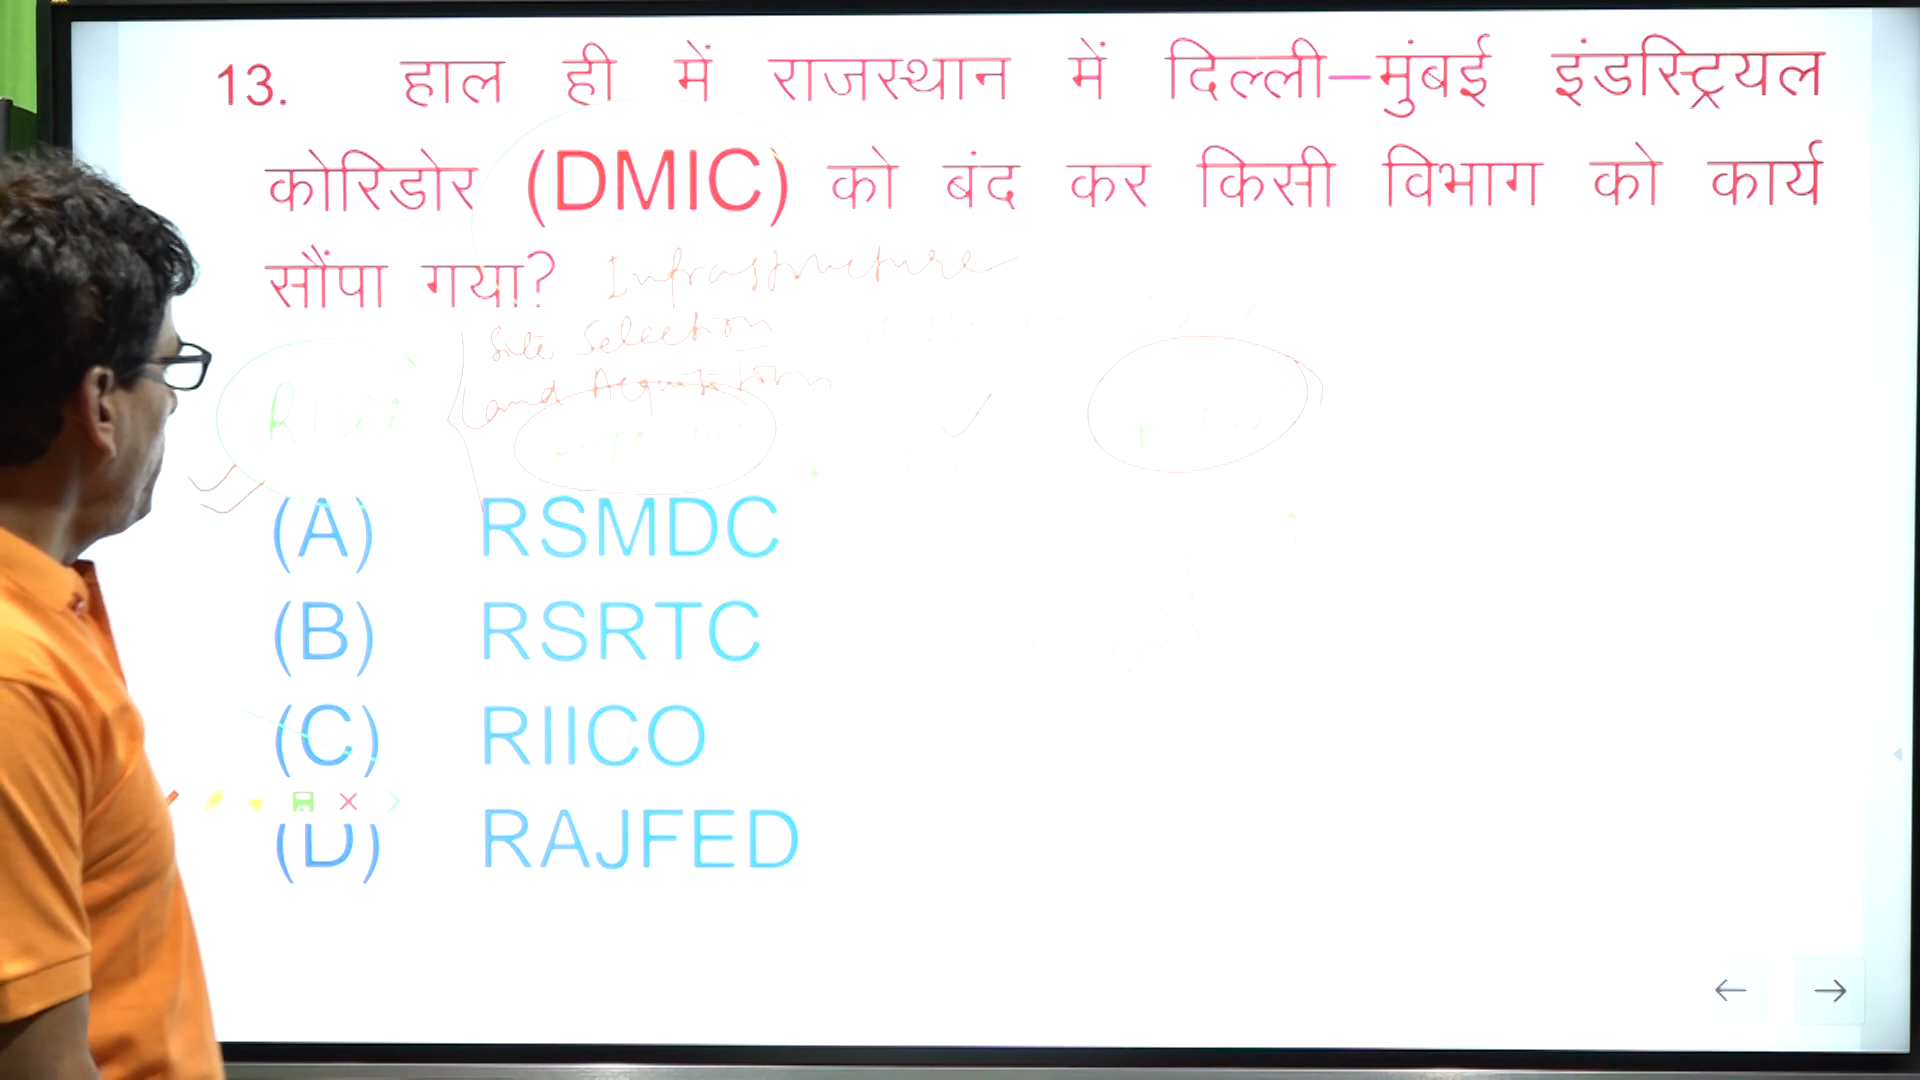 13. हाल ही में राजस्थान में दिल्ली–मुंबई इंडस्ट्रियल
कोरिडोर (DMIC) को बंद कर किसी विभाग को कार्य
सौंपा गया? Infrastructure
Site Selection
Land Acquisition
(A) RSMDC
(B) RSRTC
(C) RIICO
(D) RAJFED